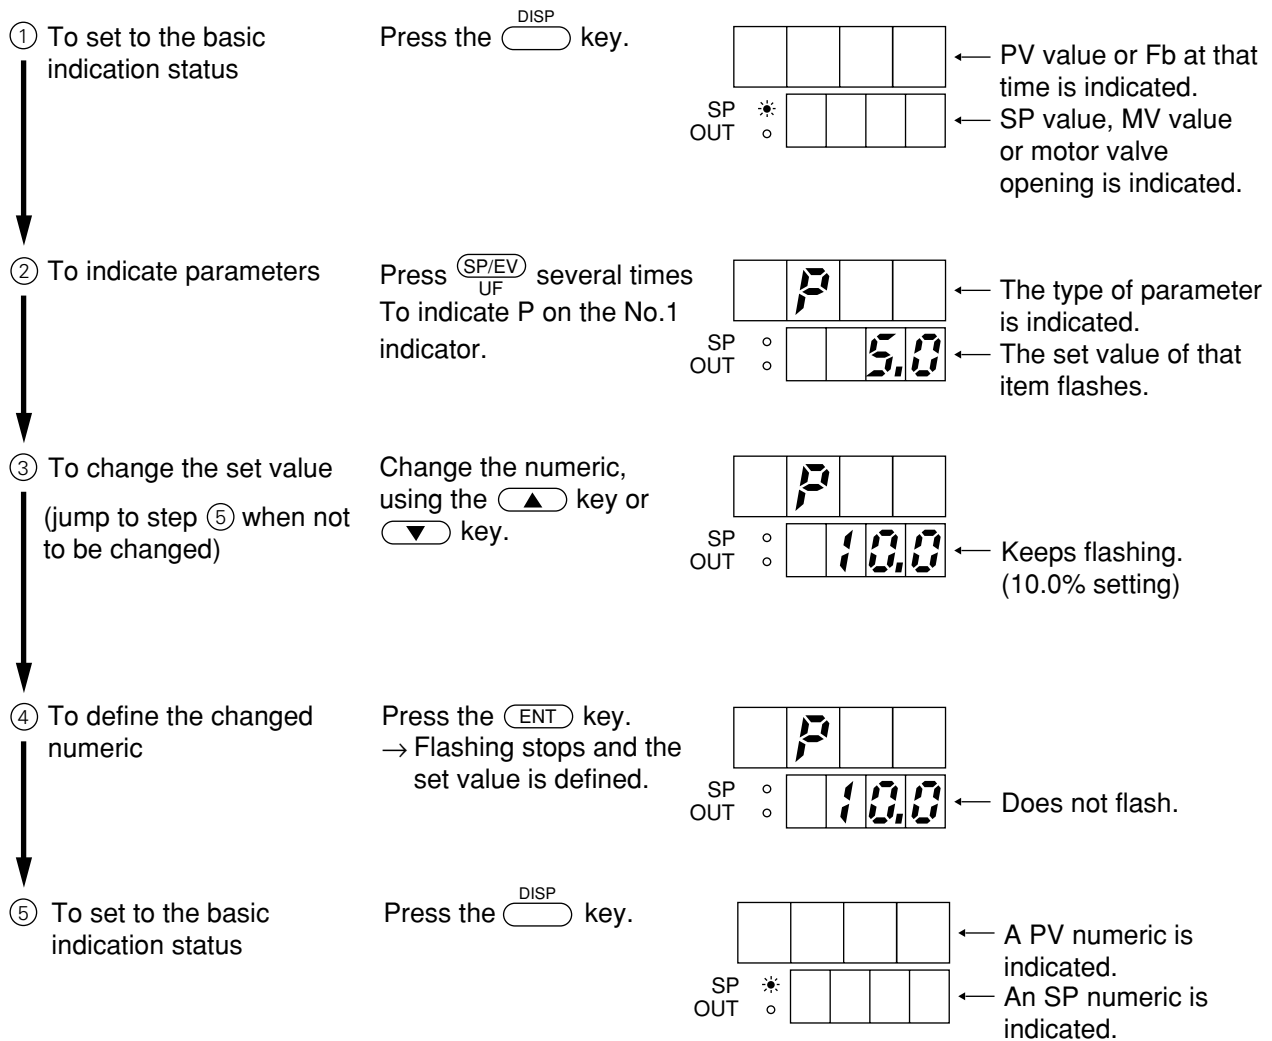 ① To set to the basic
indication status
Press the DISP key.
SP
OUT
← PV value or Fb at that
time is indicated.
← SP value, MV value
or motor valve
opening is indicated.
② To indicate parameters
Press SP/EV UF several times
To indicate P on the No.1
indicator.
P
SP
OUT
5.0
← The type of parameter
is indicated.
← The set value of that
item flashes.
③ To change the set value
(jump to step ⑤ when not
to be changed)
Change the numeric,
using the ▲ key or
▼ key.
P
SP
OUT
10.0
← Keeps flashing.
(10.0% setting)
④ To define the changed
numeric
Press the ENT key.
→ Flashing stops and the
set value is defined.
P
SP
OUT
10.0
← Does not flash.
⑤ To set to the basic
indication status
Press the DISP key.
SP
OUT
← A PV numeric is
indicated.
← An SP numeric is
indicated.